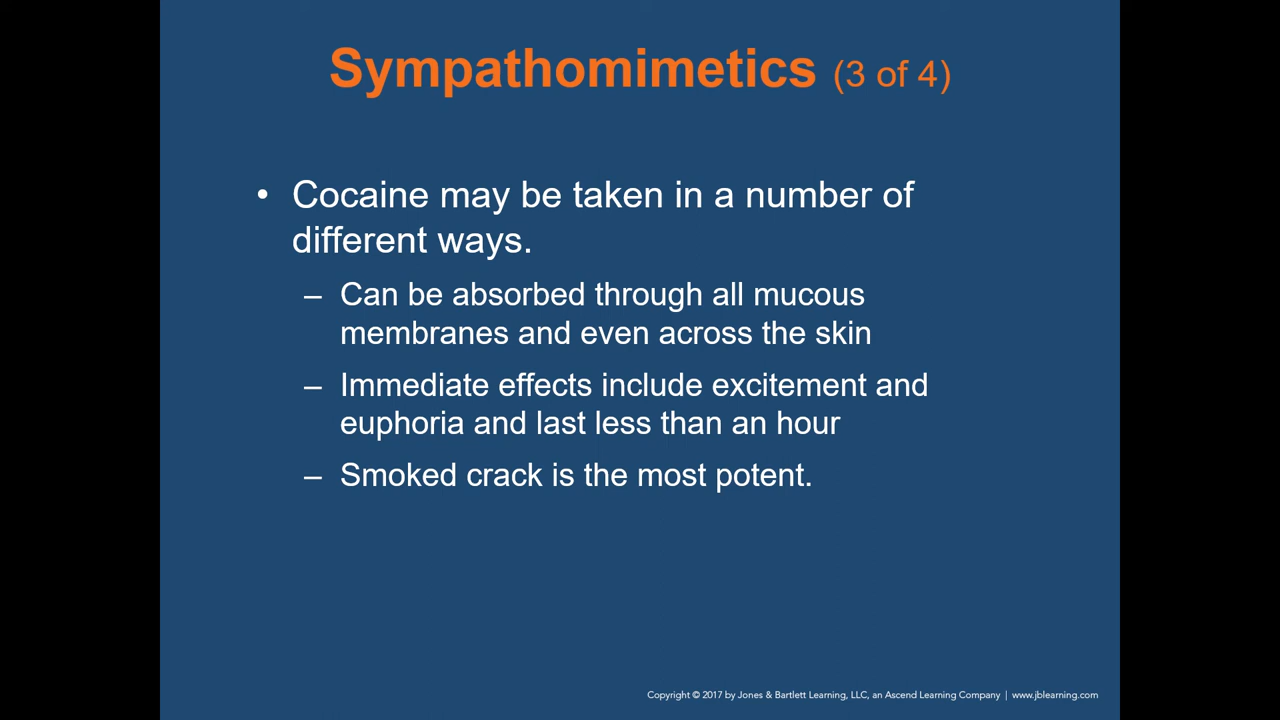 Sympathomimetics (3 of 4)
• Cocaine may be taken in a number of
different ways.
– Can be absorbed through all mucous
membranes and even across the skin
– Immediate effects include excitement and
euphoria and last less than an hour
– Smoked crack is the most potent.
Copyright © 2017 by Jones & Bartlett Learning, LLC, an Ascend Learning Company | www.jblearning.com